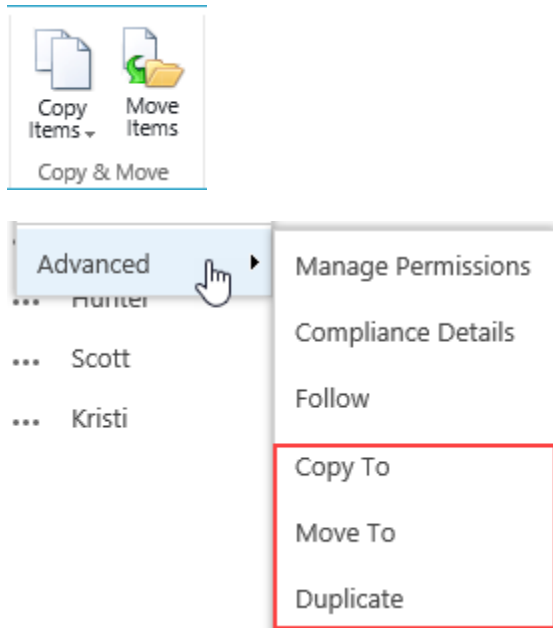 Copy Move
Items Items
Copy & Move
Advanced
Manage Permissions
Hunter
Compliance Details
Scott
Follow
Kristi
Copy To
Move To
Duplicate